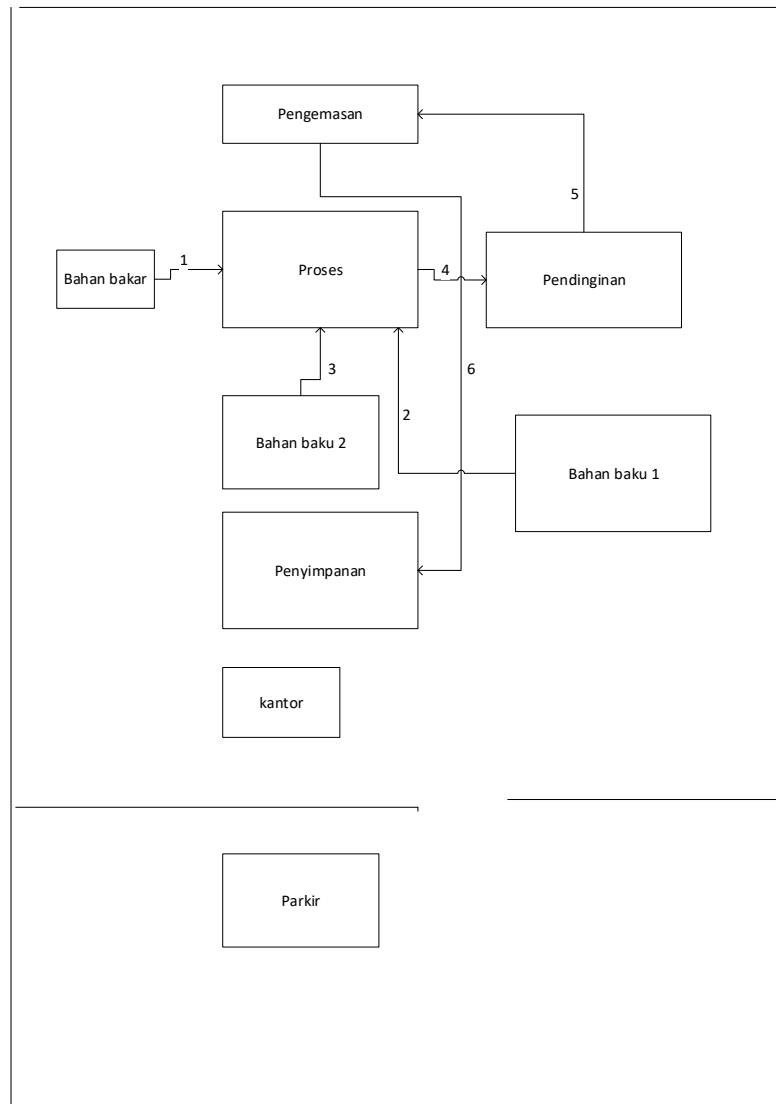 Pengemasan
5
Bahan bakar
1
Proses
4
Pendinginan
3
6
2
Bahan baku 2
Bahan baku 1
Penyimpanan
kantor
Parkir